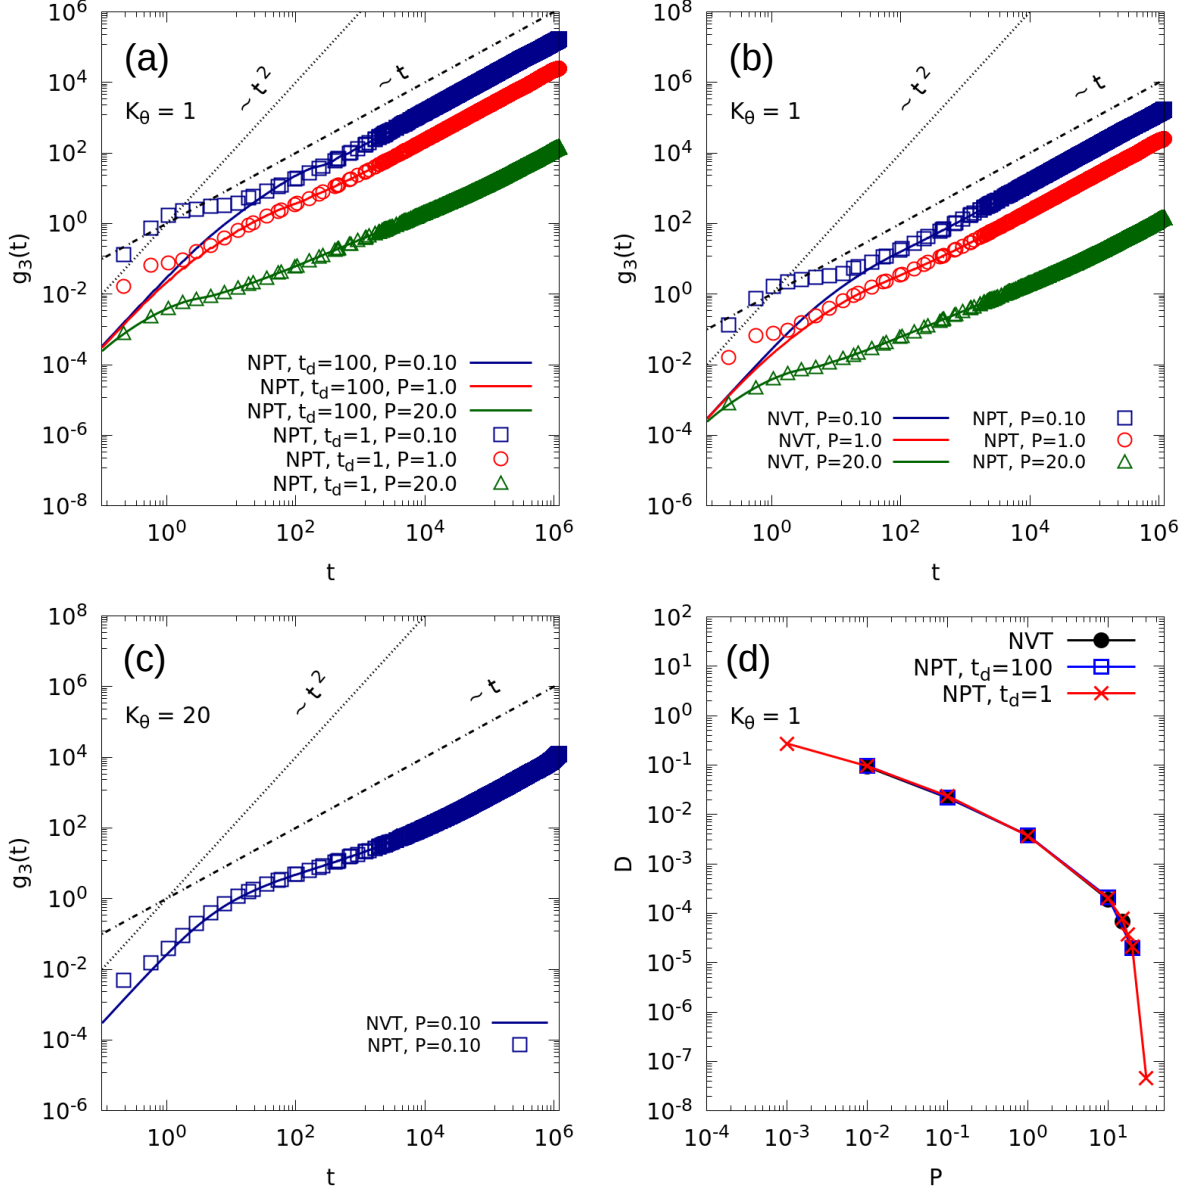 (a)
K_θ = 1
~ t^2
~ t
10^8
10^6
10^4
10^2
10^0
10^-2
10^-4
10^-6
10^-8
g_3(t)
NPT, t_d=100, P=0.10
NPT, t_d=100, P=1.0
NPT, t_d=100, P=20.0
NPT, t_d=1, P=0.10
NPT, t_d=1, P=1.0
NPT, t_d=1, P=20.0
10^0 10^2 10^4 10^6
t
(b)
K_θ = 1
~ t^2
~ t
10^8
10^6
10^4
10^2
10^0
10^-2
10^-4
10^-6
g_3(t)
NVT, P=0.10 NPT, P=0.10
NVT, P=1.0 NPT, P=1.0
NVT, P=20.0 NPT, P=20.0
10^0 10^2 10^4 10^6
t
(c)
K_θ = 20
~ t^2
~ t
10^8
10^6
10^4
10^2
10^0
10^-2
10^-4
10^-6
g_3(t)
NVT, P=0.10
NPT, P=0.10
10^0 10^2 10^4 10^6
t
(d)
K_θ = 1
NVT
NPT, t_d=100
NPT, t_d=1
10^2
10^1
10^0
10^-1
10^-2
10^-3
10^-4
10^-5
10^-6
10^-7
10^-8
D
10^-4 10^-3 10^-2 10^-1 10^0 10^1
P